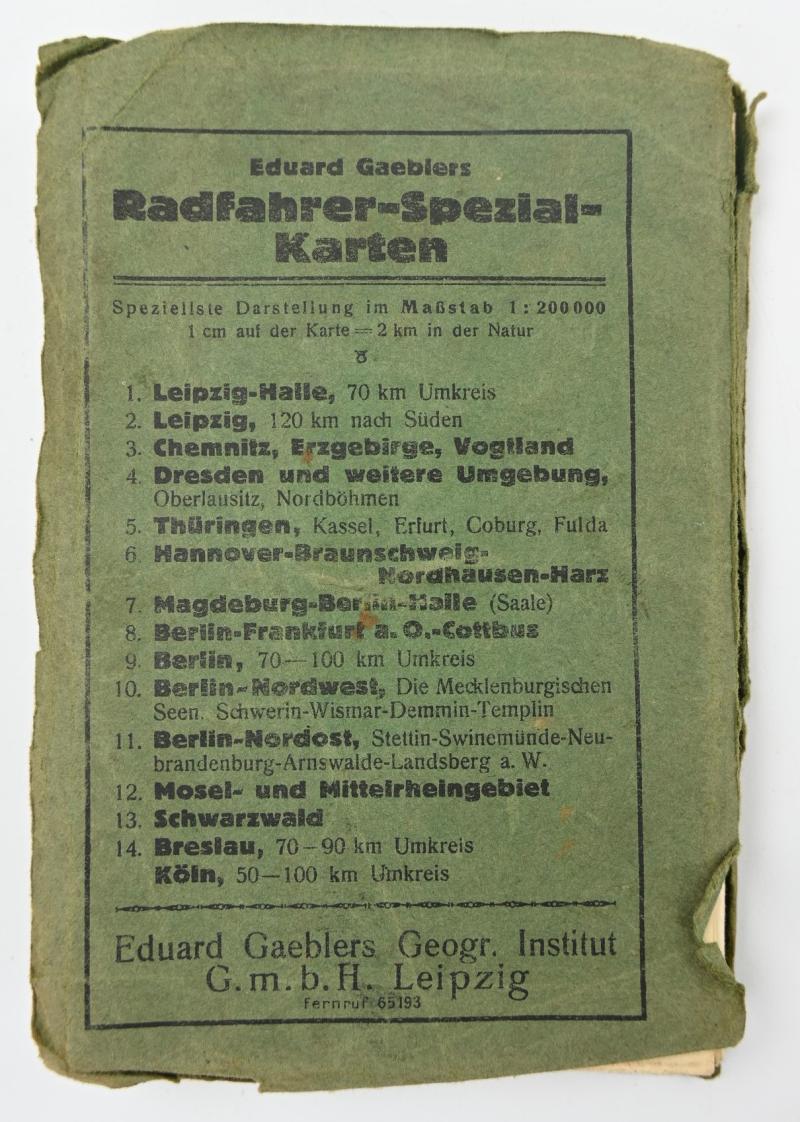 Eduard Gaeblers
Radfahrer-Spezial-
Karten
Speziellste Darstellung im Maßstab 1:200000
1 cm auf der Karte = 2 km in der Natur
1. Leipzig-Halle, 70 km Umkreis
2. Leipzig, 120 km nach Süden
3. Chemnitz, Erzgebirge, Vogtland
4. Dresden und weitere Umgebung,
Oberlausitz, Nordböhmen
5. Thüringen, Kassel, Erfurt, Coburg, Fulda
6. Hannover-Braunschweig-
Nordhausen-Harz
7. Magdeburg-Berlin-Halle (Saale)
8. Berlin-Frankfurt a. O.-Cottbus
9. Berlin, 70—100 km Umkreis
10. Berlin-Nordwest, Die Mecklenburgischen
Seen. Schwerin-Wismar-Demmin-Templin
11. Berlin-Nordost, Stettin-Swinemünde-Neu-
brandenburg-Arnswalde-Landsberg a. W.
12. Mosel- und Mittelrheingebiet
13. Schwarzwald
14. Breslau, 70–90 km Umkreis
Köln, 50—100 km Umkreis
Eduard Gaeblers Geogr. Institut
G.m.b.H. Leipzig
Fernruf 65193